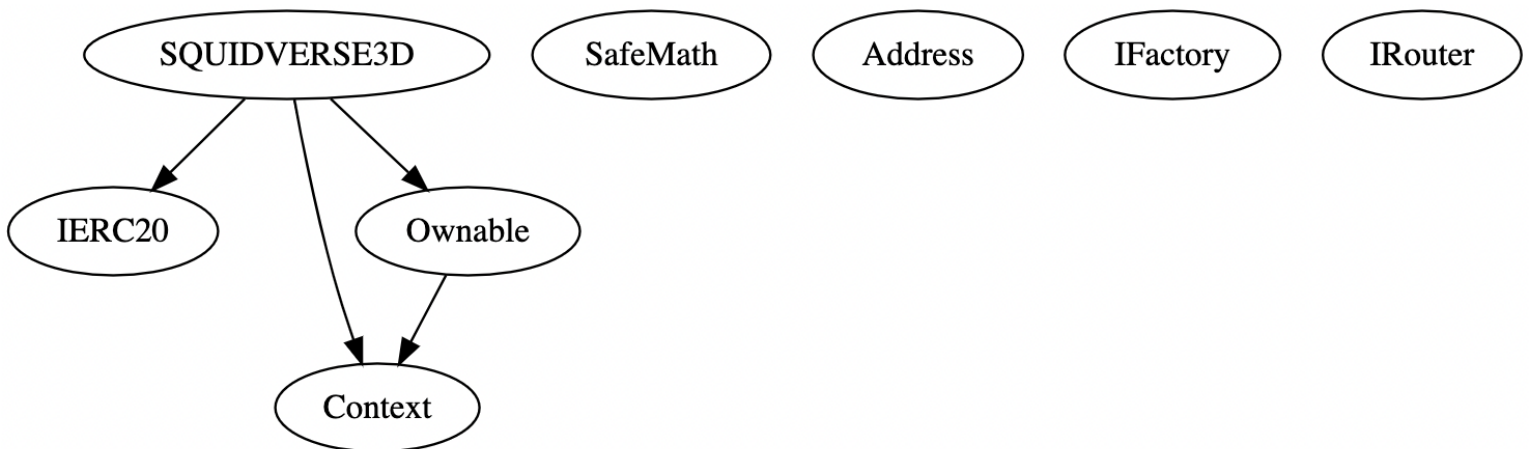 SQUIDVERSE3D SafeMath Address IFactory IRouter
IERC20 Ownable
Context